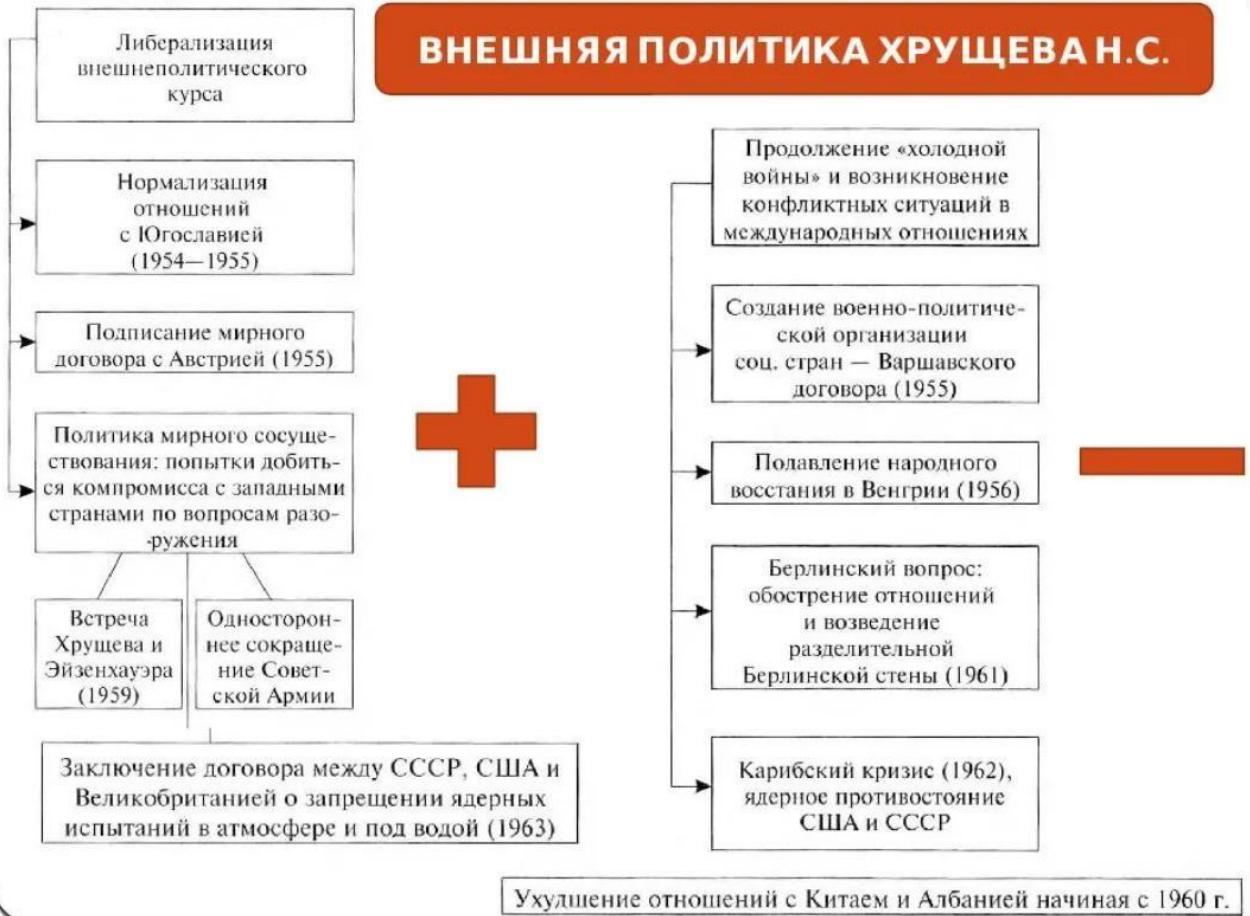 ВНЕШНЯЯ ПОЛИТИКА ХРУЩЕВА Н.С.
Либерализация
внешнеполитического
курса
Нормализация
отношений
с Югославией
(1954—1955)
Подписание мирного
договора с Австрией (1955)
Политика мирного сосуще-
ствования: попытки добить-
ся компромисса с западными
странами по вопросам разо-
-ружения
Встреча
Хрущева и
Эйзенхауэра
(1959)
Односторон-
нее сокраще-
ние Совет-
ской Армии
Заключение договора между СССР, США и
Великобританией о запрещении ядерных
испытаний в атмосфере и под водой (1963)
Продолжение «холодной
войны» и возникновение
конфликтных ситуаций в
международных отношениях
Создание военно-политиче-
ской организации
соц. стран — Варшавского
договора (1955)
Подавление народного
восстания в Венгрии (1956)
Берлинский вопрос:
обострение отношений
и возведение
разделительной
Берлинской стены (1961)
Карибский кризис (1962),
ядерное противостояние
США и СССР
Ухудшение отношений с Китаем и Албанией начиная с 1960 г.